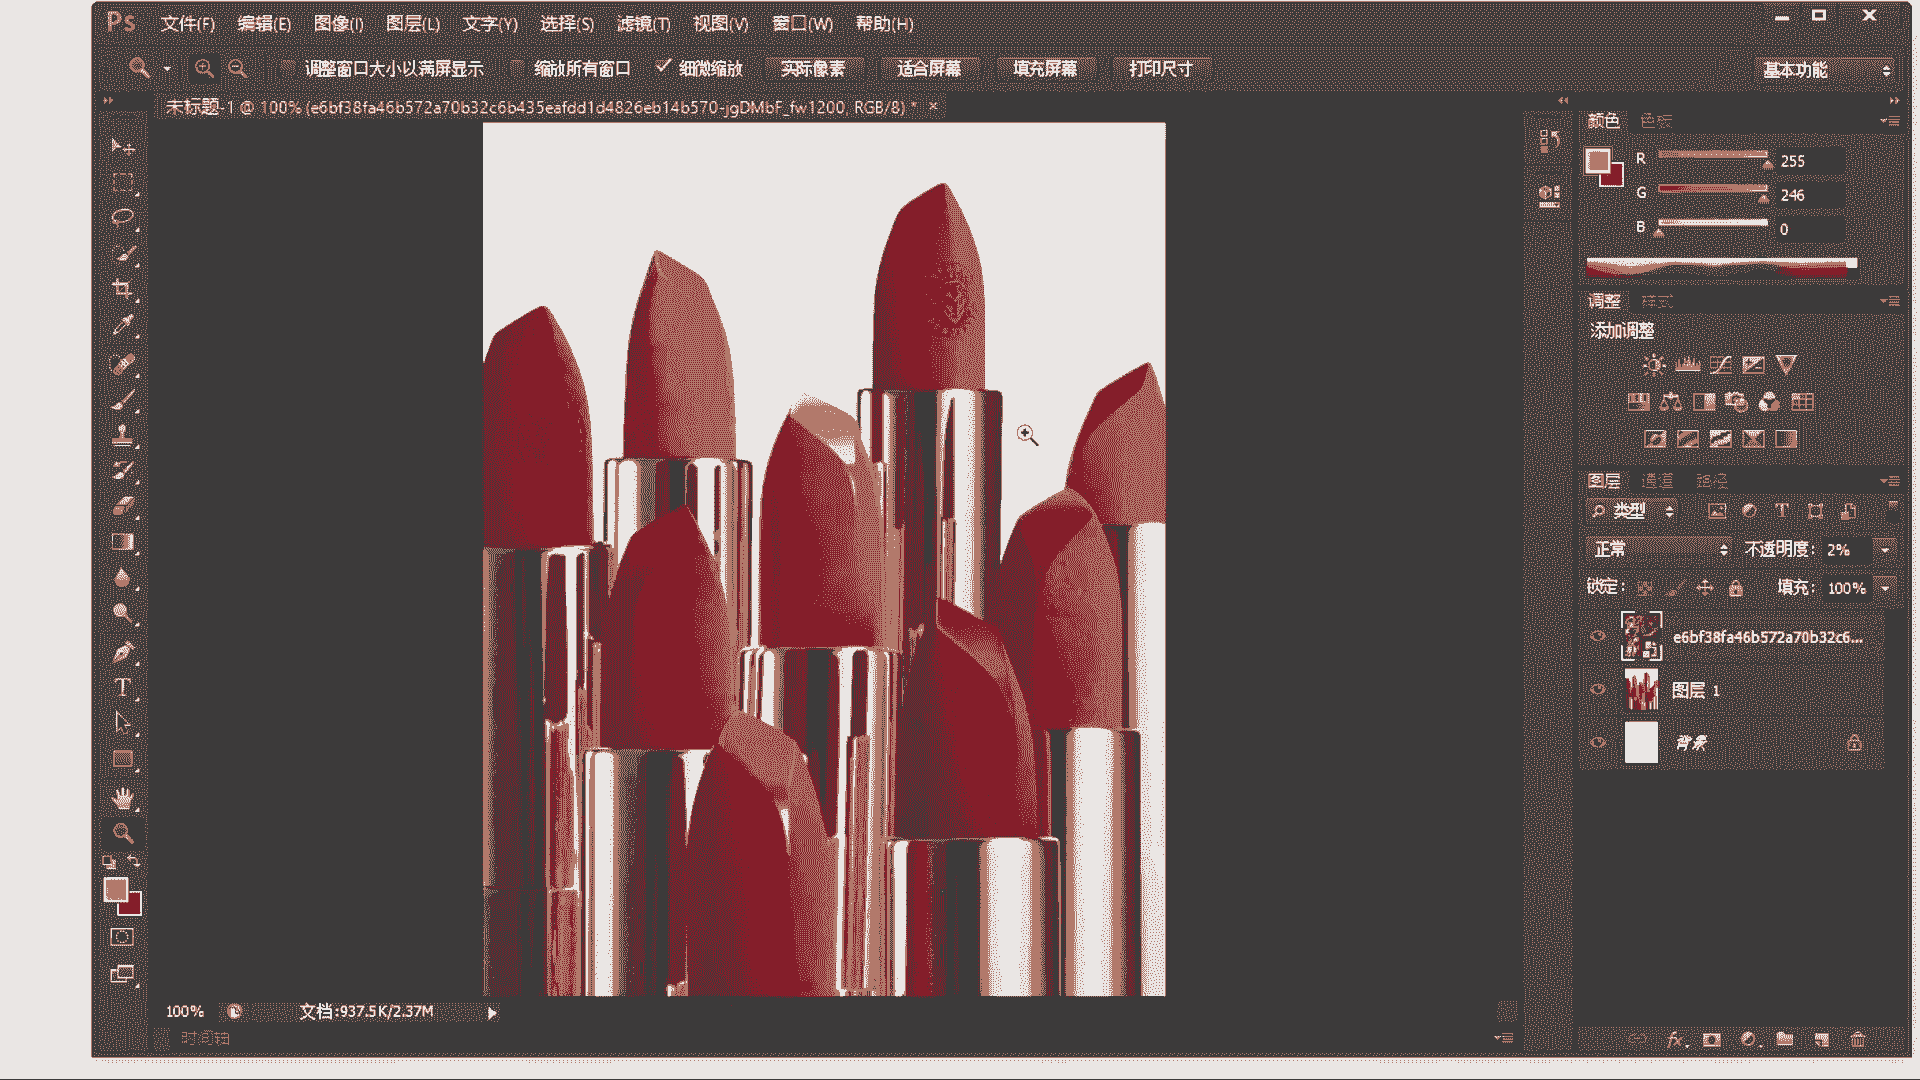 Ps 文件(F) 编辑(E) 图像(I) 图层(L) 文字(Y) 选择(S) 滤镜(T) 视图(V) 窗口(W) 帮助(H)
调整窗口大小以满屏显示 缩放所有窗口 细微缩放 实际像素 适合屏幕 填充屏幕 打印尺寸 基本功能
未标题-1 @ 100% (e6bf38fa46b572a70b32c6b435eafdd1d4826eb14b570-jgDMbF_fw1200, RGB/8) * ×
颜色 色板
R 255
G 246
B 0
调整 样式
添加调整
图层 通道 路径
类型
正常 不透明度: 2%
锁定: 填充: 100%
e6bf38fa46b572a70b32c6...
图层 1
背景
100% 文档:937.5K/2.37M
时间轴
fx